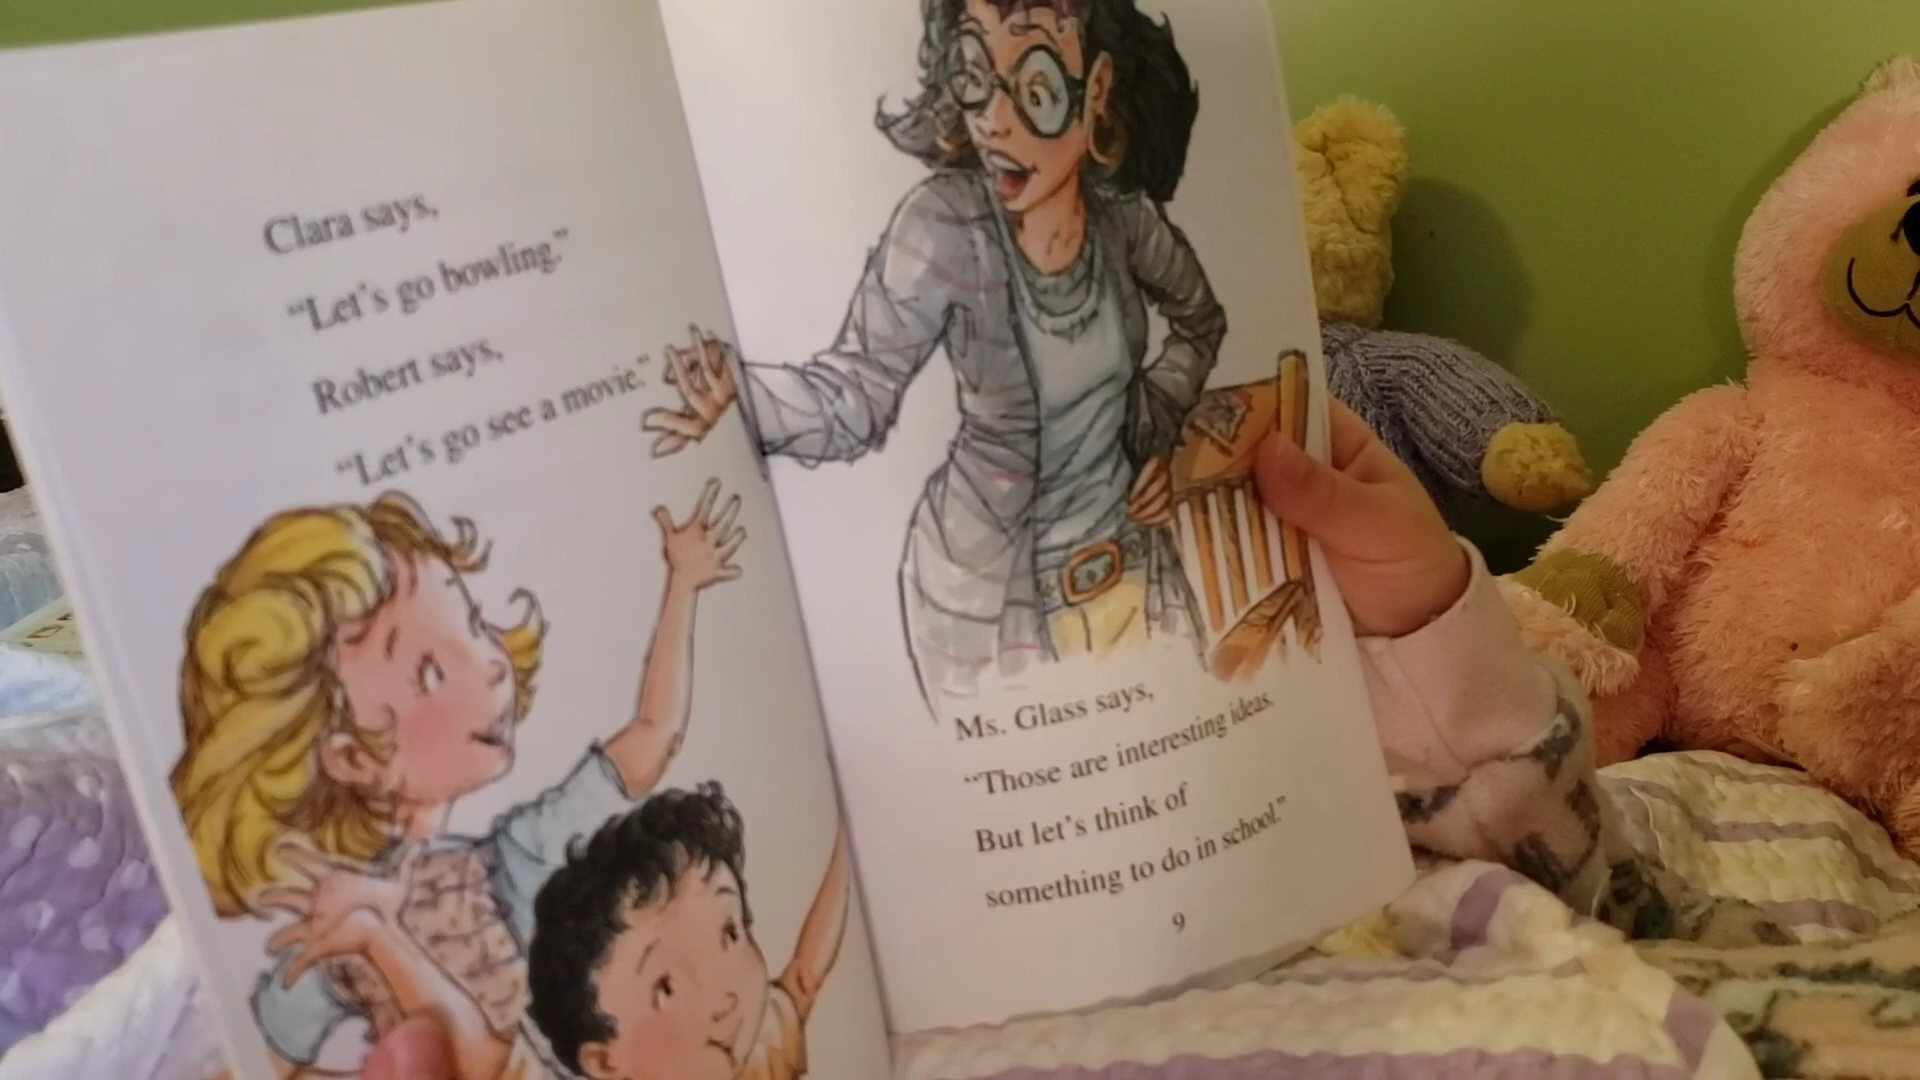 Clara says,
“Let’s go bowling.”
Robert says,
“Let’s go see a movie.”
Ms. Glass says,
“Those are interesting ideas.
But let’s think of
something to do in school.”
9